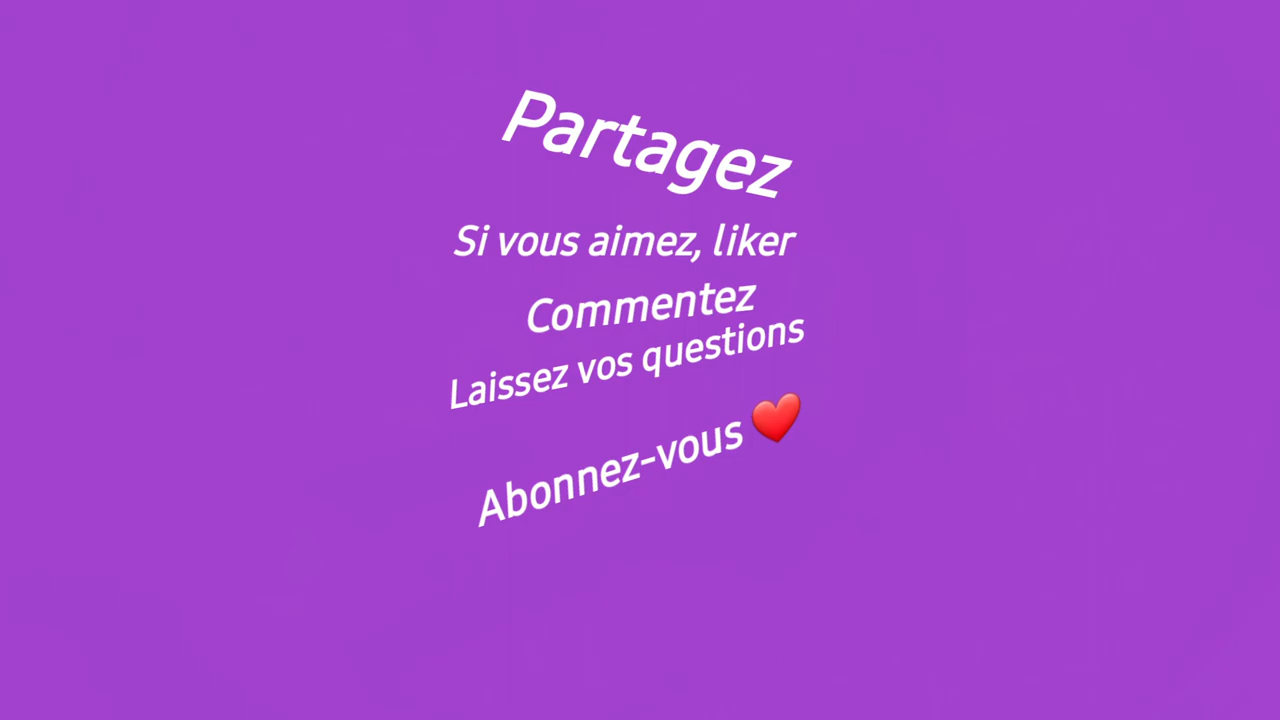 Partagez
Si vous aimez, liker
Commentez
Laissez vos questions
Abonnez-vous ❤️